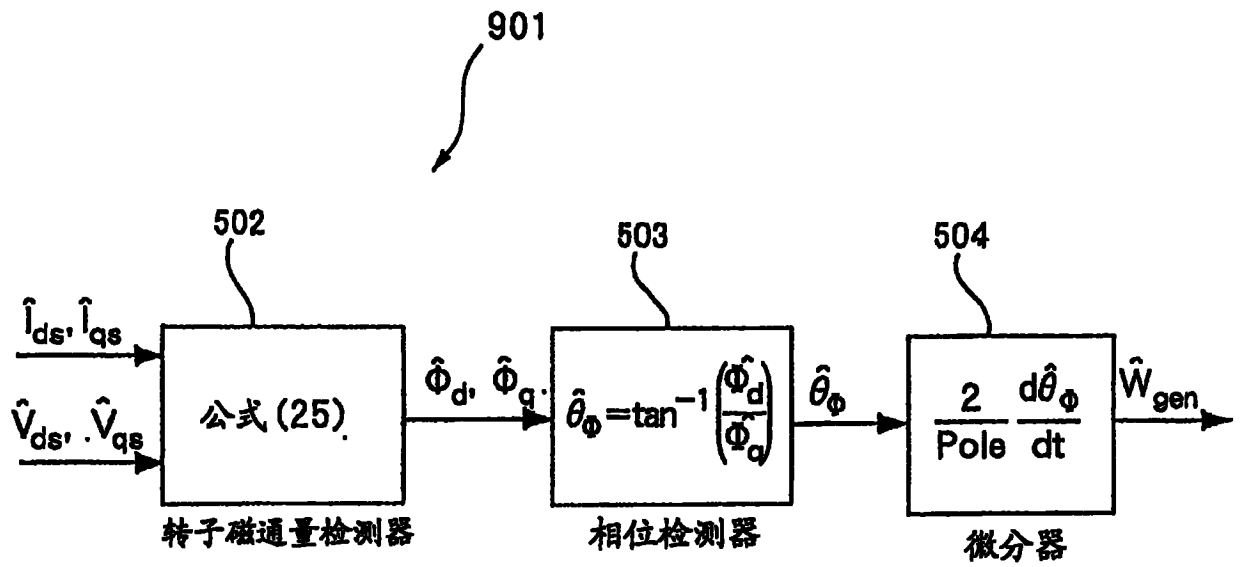 901
502
503
504
Îds, Îqs
V̂ds, V̂qs
公式(25)
Φ̂d, Φ̂q
θ̂Φ=tan⁻¹(Φ̂d/Φ̂q)
θ̂Φ
2/Pole dθ̂Φ/dt
Ŵgen
转子磁通量检测器
相位检测器
微分器